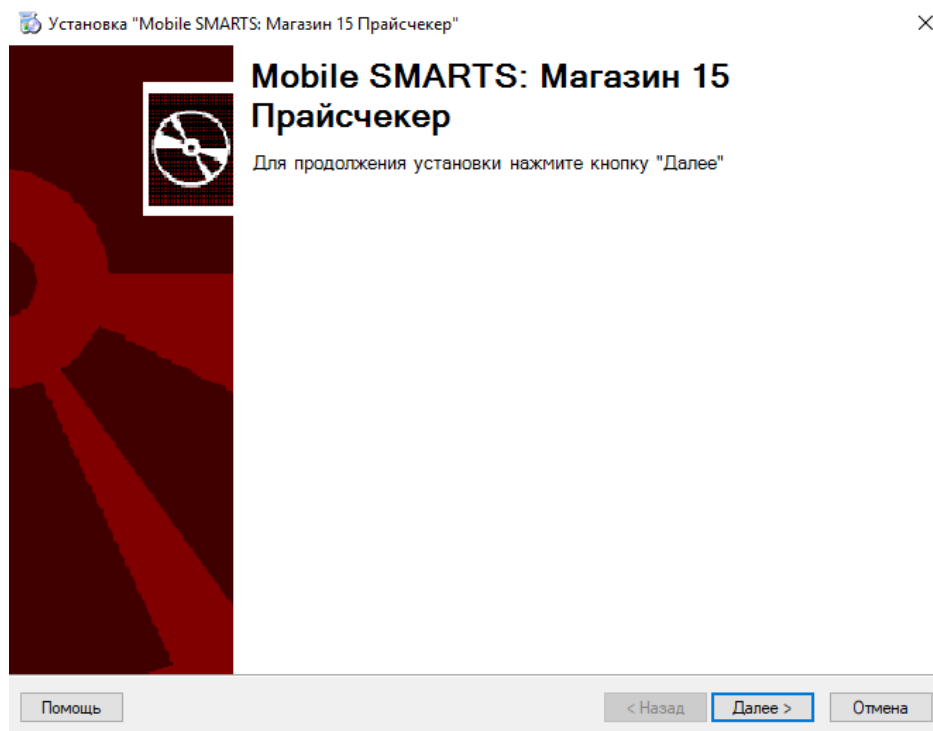 Установка "Mobile SMARTS: Магазин 15 Прайсчекер"
Mobile SMARTS: Магазин 15
Прайсчекер
Для продолжения установки нажмите кнопку "Далее"
Помощь
< Назад
Далее >
Отмена